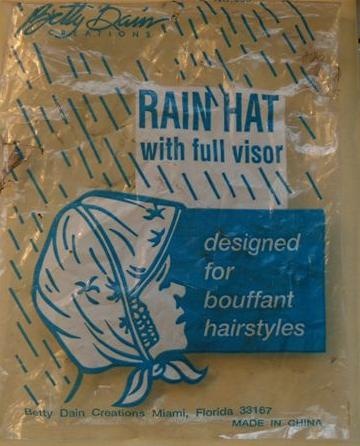 Betty Dain
CREATIONS
RAIN HAT
with full visor
designed
for
bouffant
hairstyles
Betty Dain Creations Miami, Florida 33167
MADE IN CHINA